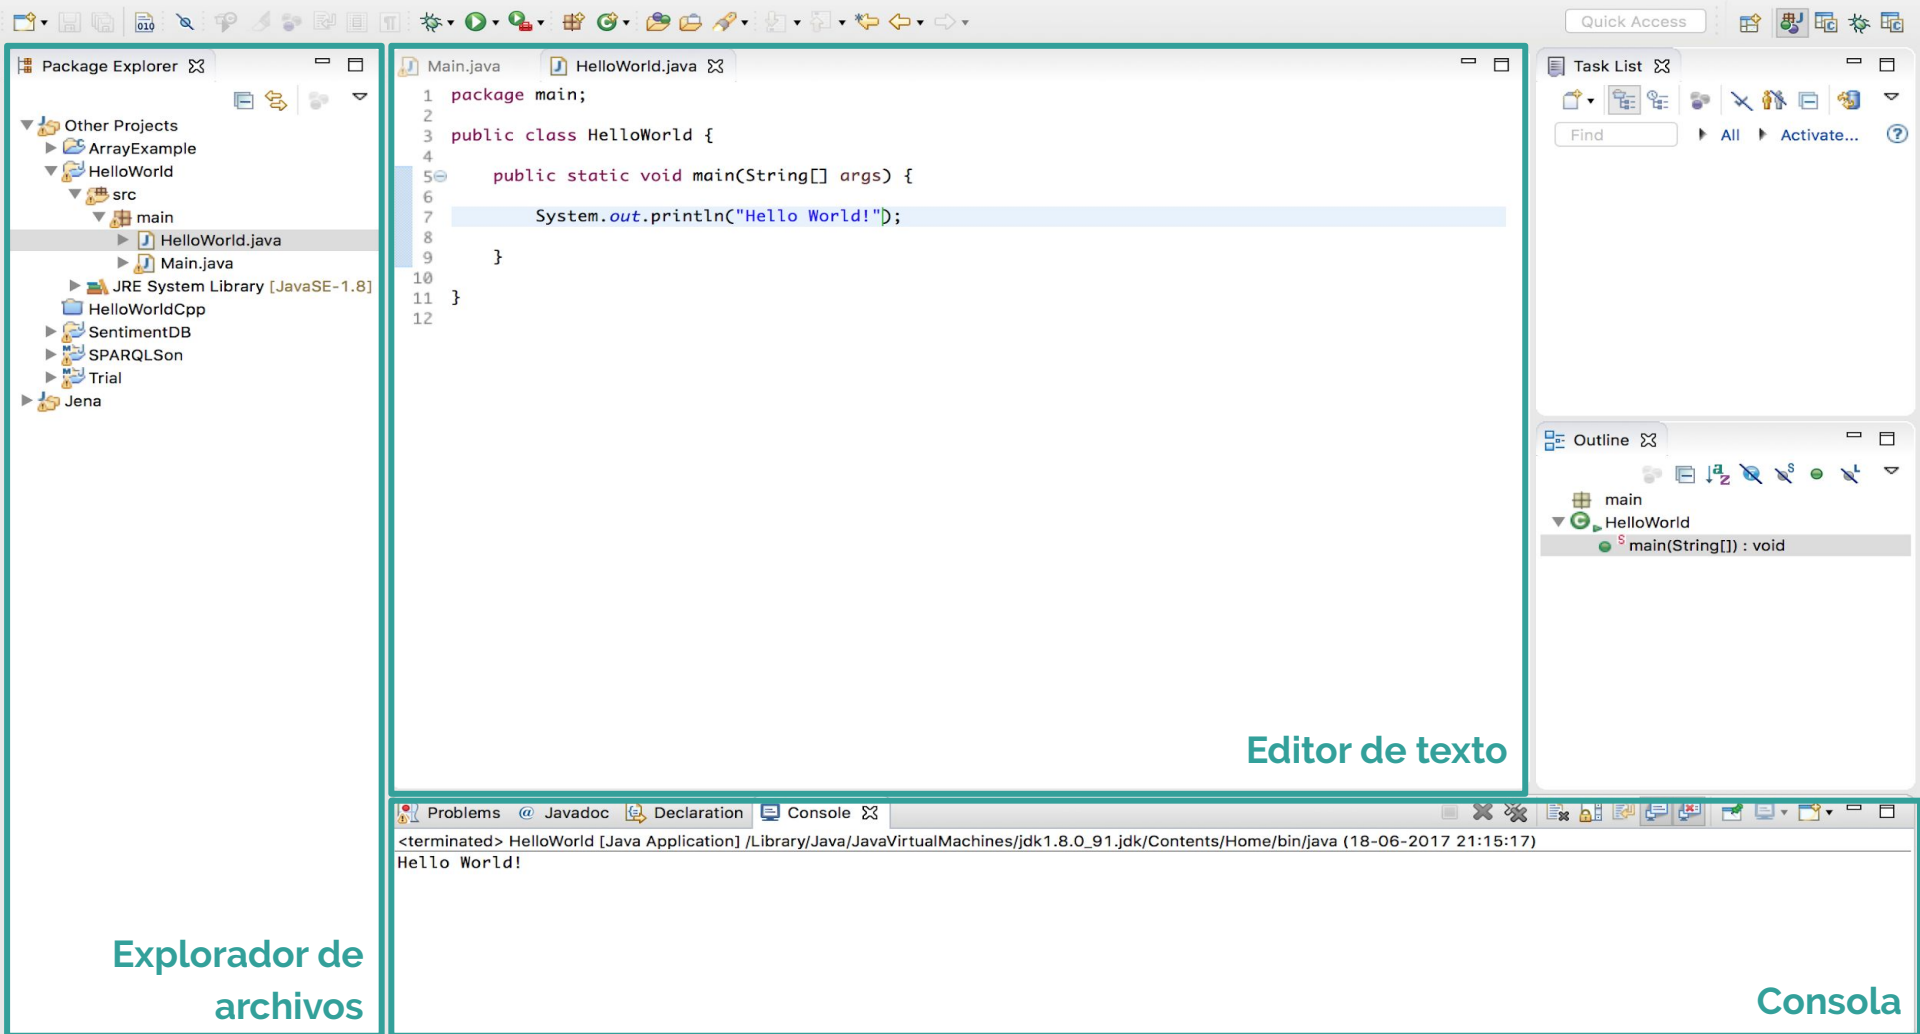 Quick Access
Package Explorer
Other Projects
ArrayExample
HelloWorld
src
main
HelloWorld.java
Main.java
JRE System Library [JavaSE-1.8]
HelloWorldCpp
SentimentDB
SPARQLSon
Trial
Jena
Explorador de
archivos
Main.java
HelloWorld.java
1 package main;
2
3 public class HelloWorld {
4
5 public static void main(String[] args) {
6
7 System.out.println("Hello World!");
8
9 }
10
11 }
12
Editor de texto
Task List
Find
All
Activate...
Outline
main
HelloWorld
main(String[]) : void
Problems
@ Javadoc
Declaration
Console
<terminated> HelloWorld [Java Application] /Library/Java/JavaVirtualMachines/jdk1.8.0_91.jdk/Contents/Home/bin/java (18-06-2017 21:15:17)
Hello World!
Consola